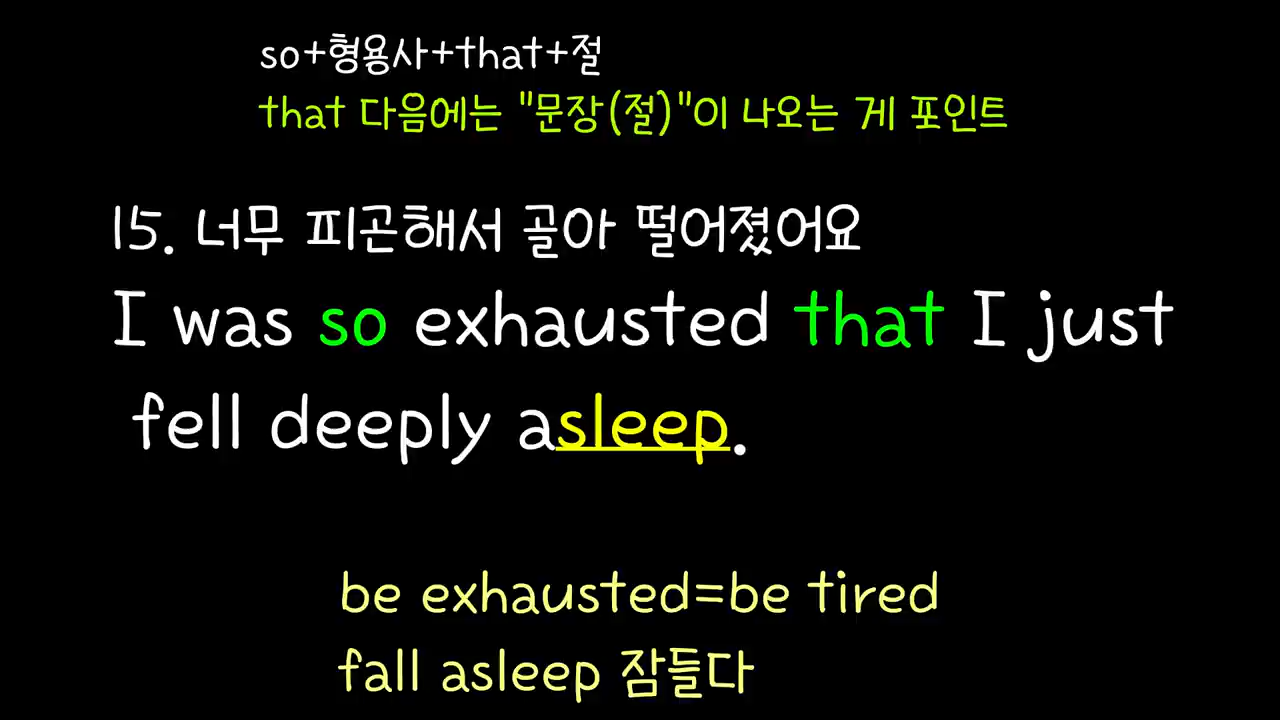 so+형용사+that+절
that 다음에는 "문장(절)"이 나오는 게 포인트
15. 너무 피곤해서 골아 떨어졌어요
I was so exhausted that I just
fell deeply asleep.
be exhausted=be tired
fall asleep 잠들다